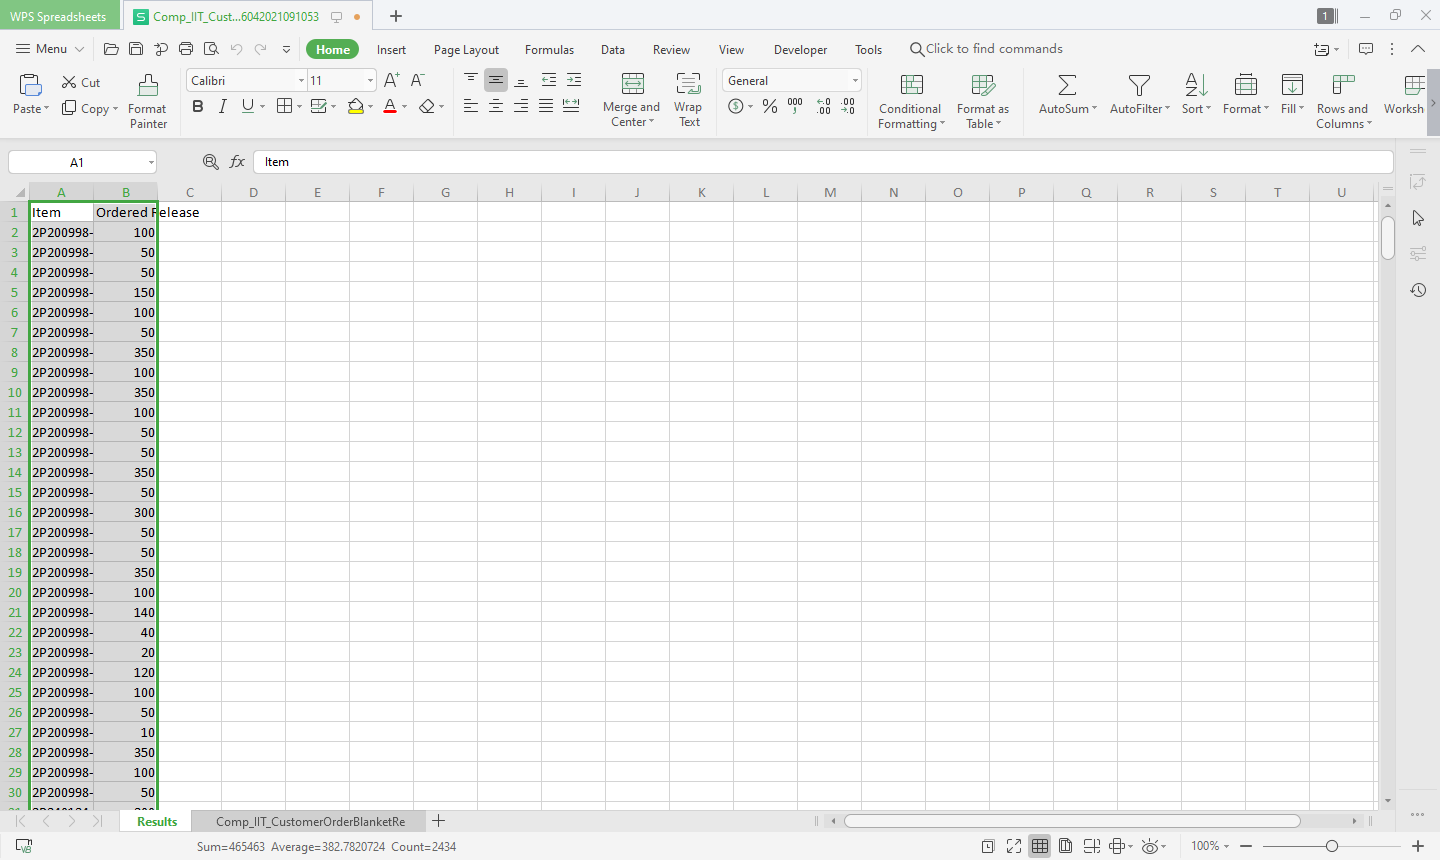 WPS Spreadsheets
Comp_IIT_Cust...6042021091053
1
Menu
Home
Insert
Page Layout
Formulas
Data
Review
View
Developer
Tools
Click to find commands
Paste
Cut
Copy
Format Painter
Calibri
11
Merge and Center
Wrap Text
General
Conditional Formatting
Format as Table
AutoSum
AutoFilter
Sort
Format
Fill
Rows and Columns
Worksh
A1
fx
Item
A B C D E F G H I J K L M N O P Q R S T U
1 Item Ordered Release
2 2P200998- 100
3 2P200998- 50
4 2P200998- 50
5 2P200998- 150
6 2P200998- 100
7 2P200998- 50
8 2P200998- 350
9 2P200998- 100
10 2P200998- 350
11 2P200998- 100
12 2P200998- 50
13 2P200998- 50
14 2P200998- 350
15 2P200998- 50
16 2P200998- 300
17 2P200998- 50
18 2P200998- 50
19 2P200998- 350
20 2P200998- 100
21 2P200998- 140
22 2P200998- 40
23 2P200998- 20
24 2P200998- 120
25 2P200998- 100
26 2P200998- 50
27 2P200998- 10
28 2P200998- 350
29 2P200998- 100
30 2P200998- 50
Results
Comp_IIT_CustomerOrderBlanketRe
Sum=465463 Average=382.7820724 Count=2434
100%